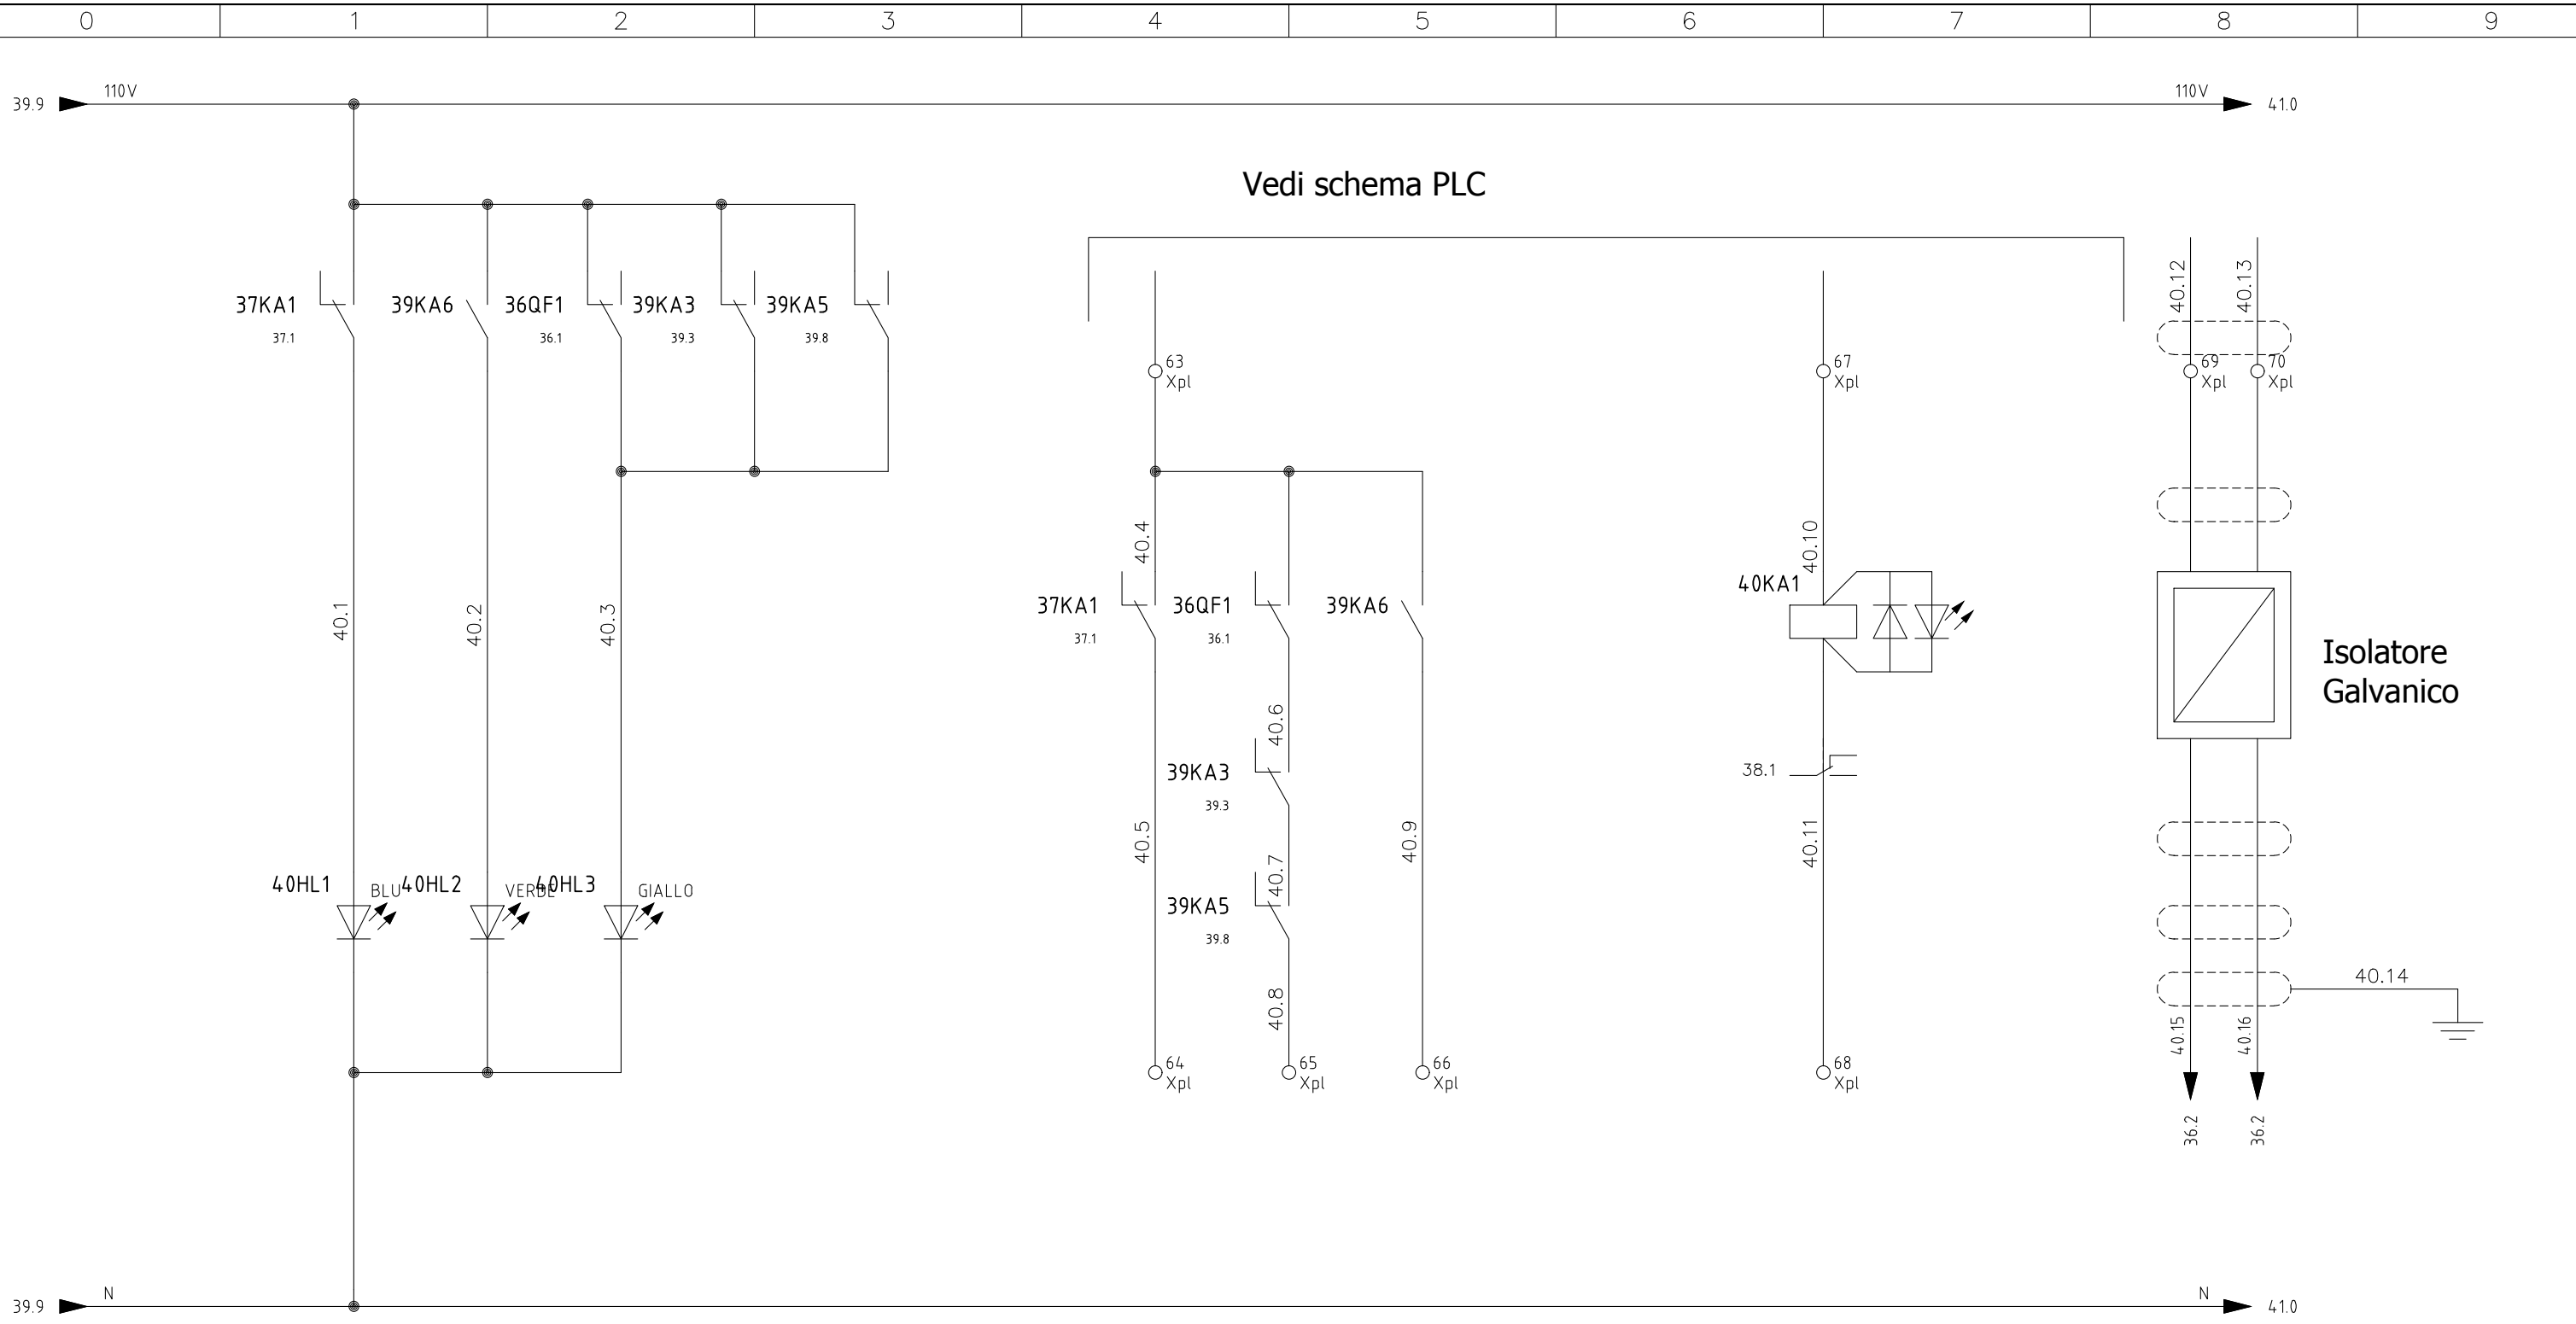 0 1 2 3 4 5 6 7 8 9
39.9 110V 110V 41.0
Vedi schema PLC
40.12 40.13
37KA1 39KA6 36QF1 39KA3 39KA5
37.1 36.1 39.3 39.8
63 67 69 70
Xpl Xpl Xpl Xpl
40.4 40.10
40KA1
37KA1 36QF1 39KA6
37.1 36.1
40.1 40.2 40.3
Isolatore
Galvanico
40.6
39KA3 38.1
39.3
40.5 40.9 40.11
40.7
40HL1 BLU 40HL2 VERDE 40HL3 GIALLO
39KA5
39.8
40.14
40.8 40.15 40.16
64 65 66 68
Xpl Xpl Xpl Xpl
36.2 36.2
39.9 N N 41.0